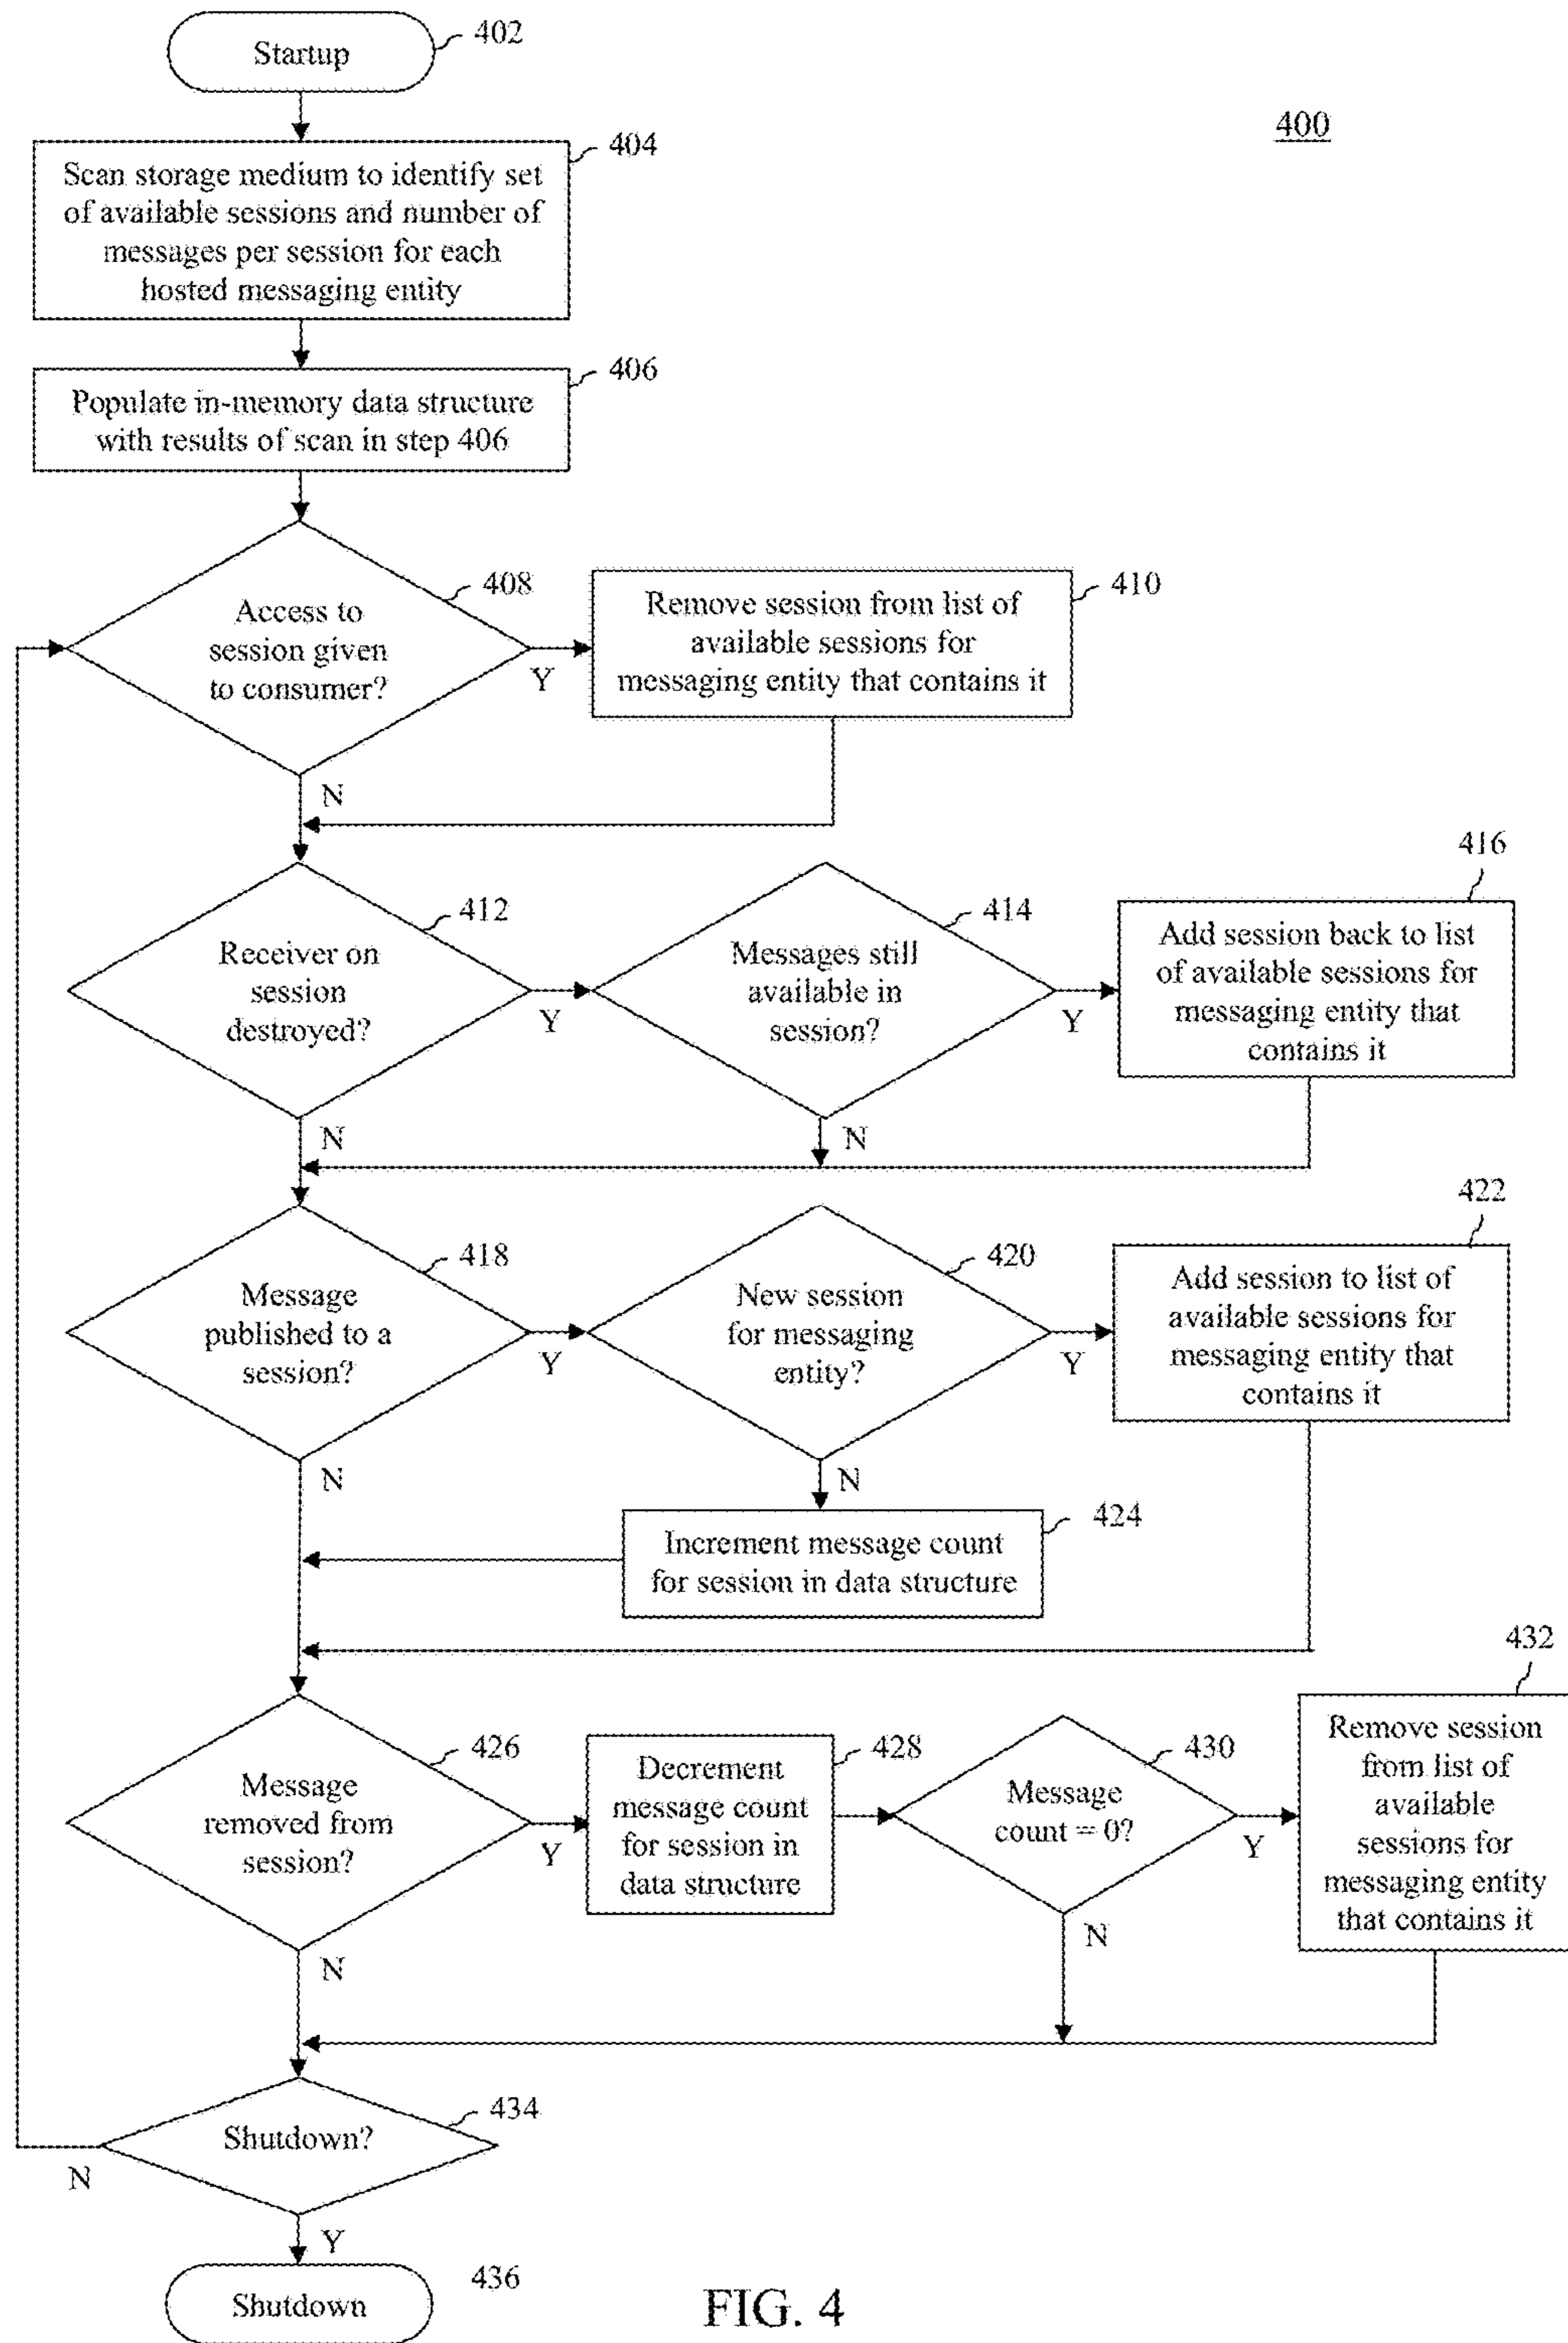 Startup
402
400
404
Scan storage medium to identify set
of available sessions and number of
messages per session for each
hosted messaging entity
406
Populate in-memory data structure
with results of scan in step 406
408
Access to
session given
to consumer?
Y
N
410
Remove session from list of
available sessions for
messaging entity that contains it
412
Receiver on
session
destroyed?
Y
N
414
Messages still
available in
session?
Y
N
416
Add session back to list
of available sessions for
messaging entity that
contains it
418
Message
published to a
session?
Y
N
420
New session
for messaging
entity?
Y
N
422
Add session to list of
available sessions for
messaging entity that
contains it
424
Increment message count
for session in data structure
426
Message
removed from
session?
Y
N
428
Decrement
message count
for session in
data structure
430
Message
count = 0?
Y
N
432
Remove session
from list of
available
sessions for
messaging entity
that contains it
434
Shutdown?
N
Y
436
Shutdown
FIG. 4